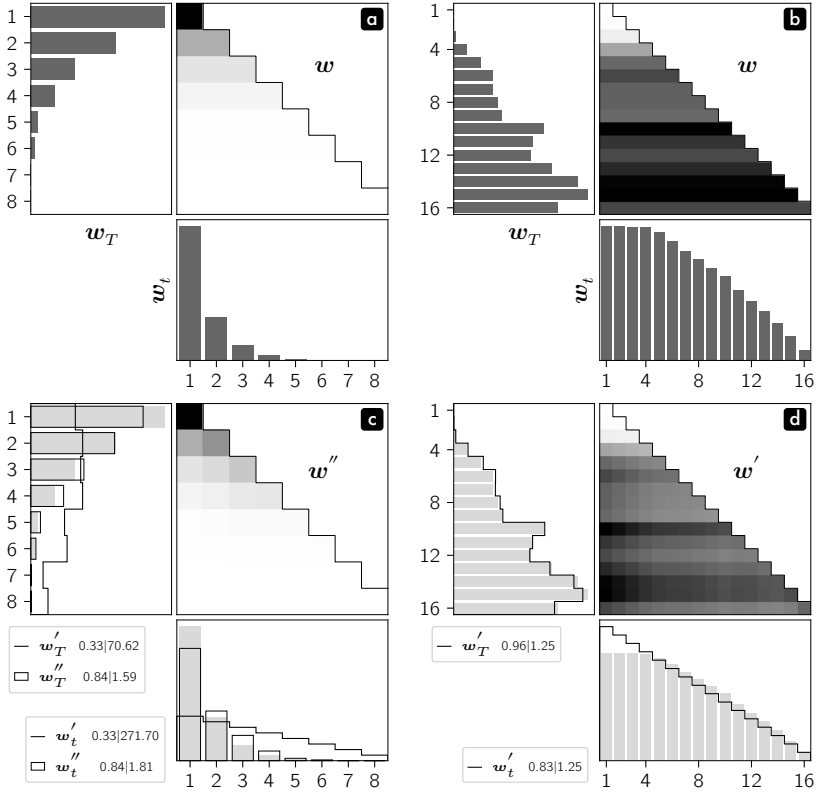 1
2
3
4
5
6
7
8
a
w
w_T
w_t
1 2 3 4 5 6 7 8
1
4
8
12
16
b
w
w_T
w_t
1 4 8 12 16
1
2
3
4
5
6
7
8
c
w″
w′_T 0.33|70.62
w″_T 0.84|1.59
w′_t 0.33|271.70
w″_t 0.84|1.81
1 2 3 4 5 6 7 8
1
4
8
12
16
d
w′
w′_T 0.96|1.25
w′_t 0.83|1.25
1 4 8 12 16